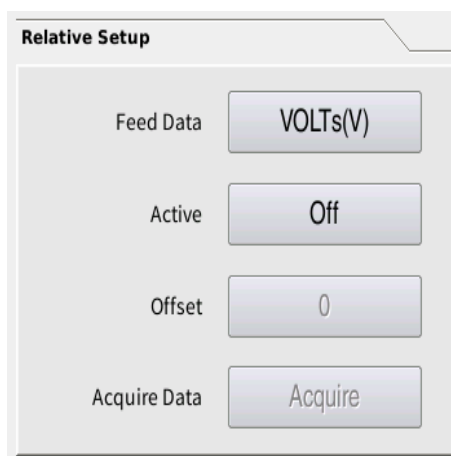 Relative Setup
Feed Data VOLTs(V)
Active Off
Offset 0
Acquire Data Acquire